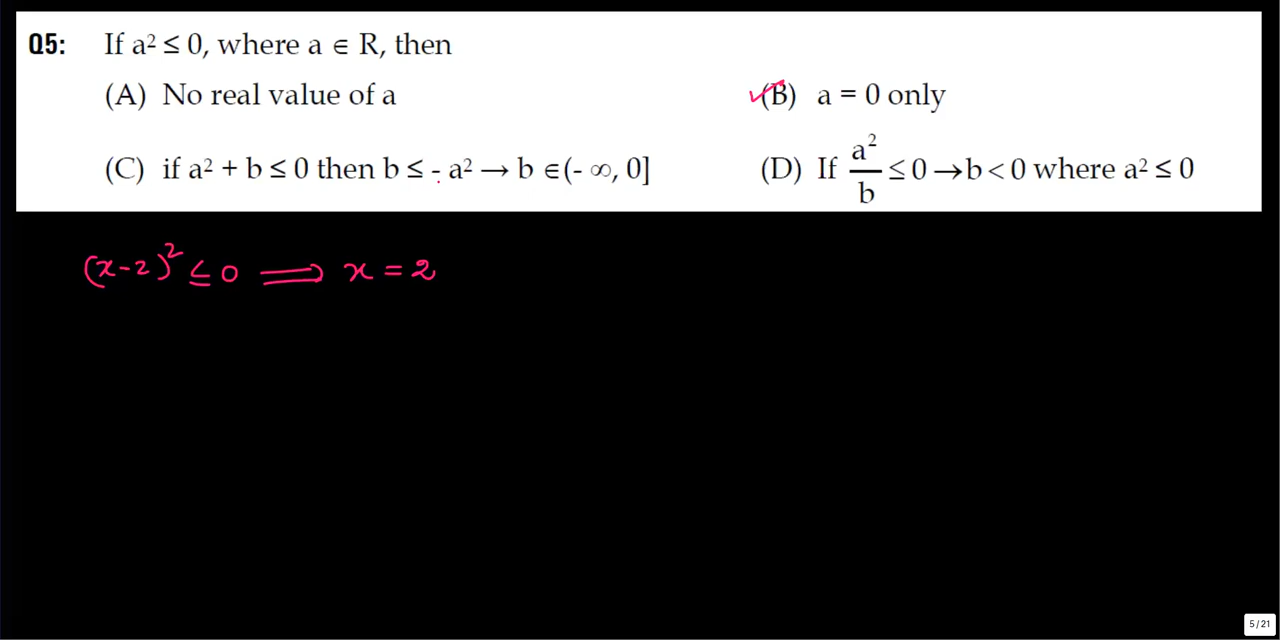 Q5: If a² ≤ 0, where a ∈ R, then
(A) No real value of a
(B) a = 0 only
(C) if a² + b ≤ 0 then b ≤ - a² → b ∈(- ∞, 0]
(D) If a²/b ≤ 0 → b < 0 where a² ≤ 0
(x-2)² ≤ 0 ⟹ x = 2
5 / 21